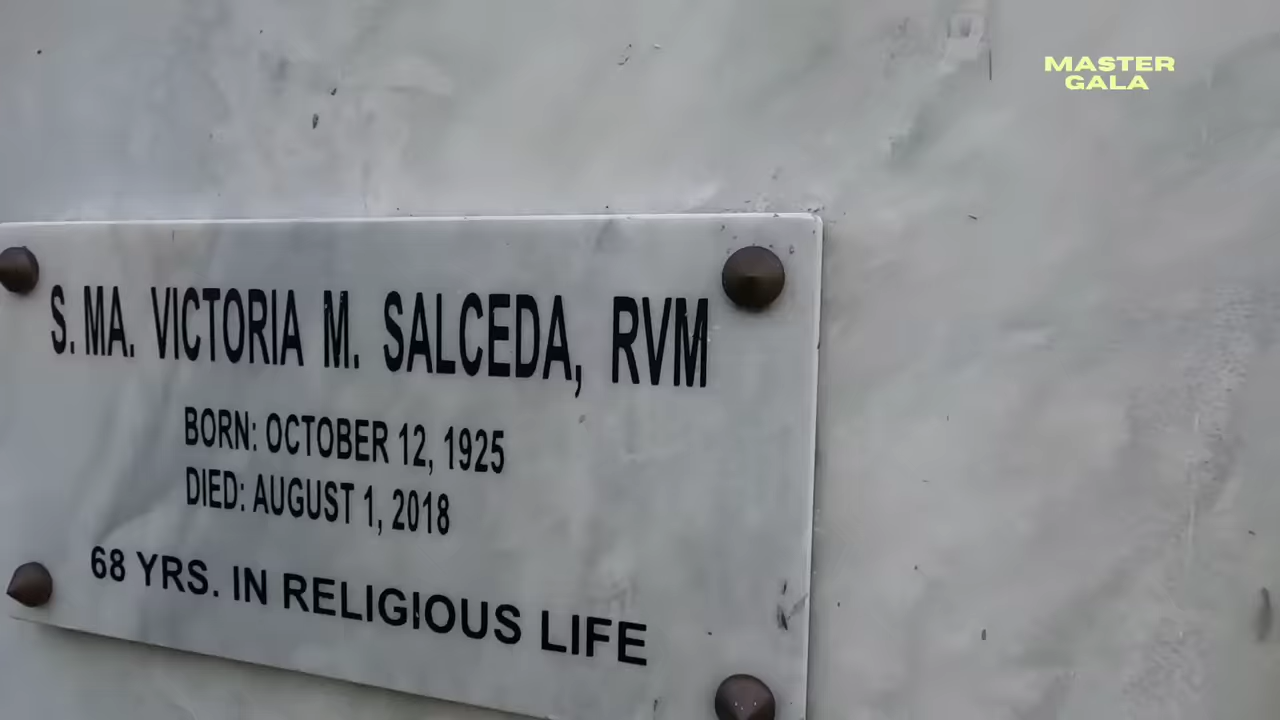 MASTER
GALA
S. MA. VICTORIA M. SALCEDA, RVM
BORN: OCTOBER 12, 1925
DIED: AUGUST 1, 2018
68 YRS. IN RELIGIOUS LIFE